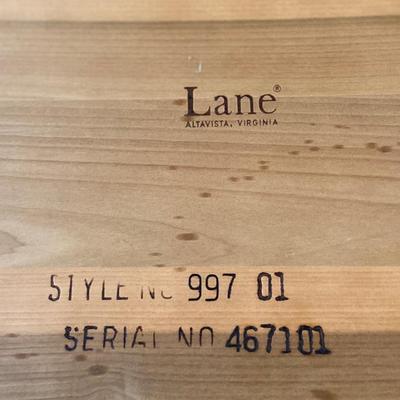 Lane®
ALTAVISTA, VIRGINIA
STYLE NO 997 01
SERIAL NO 467101